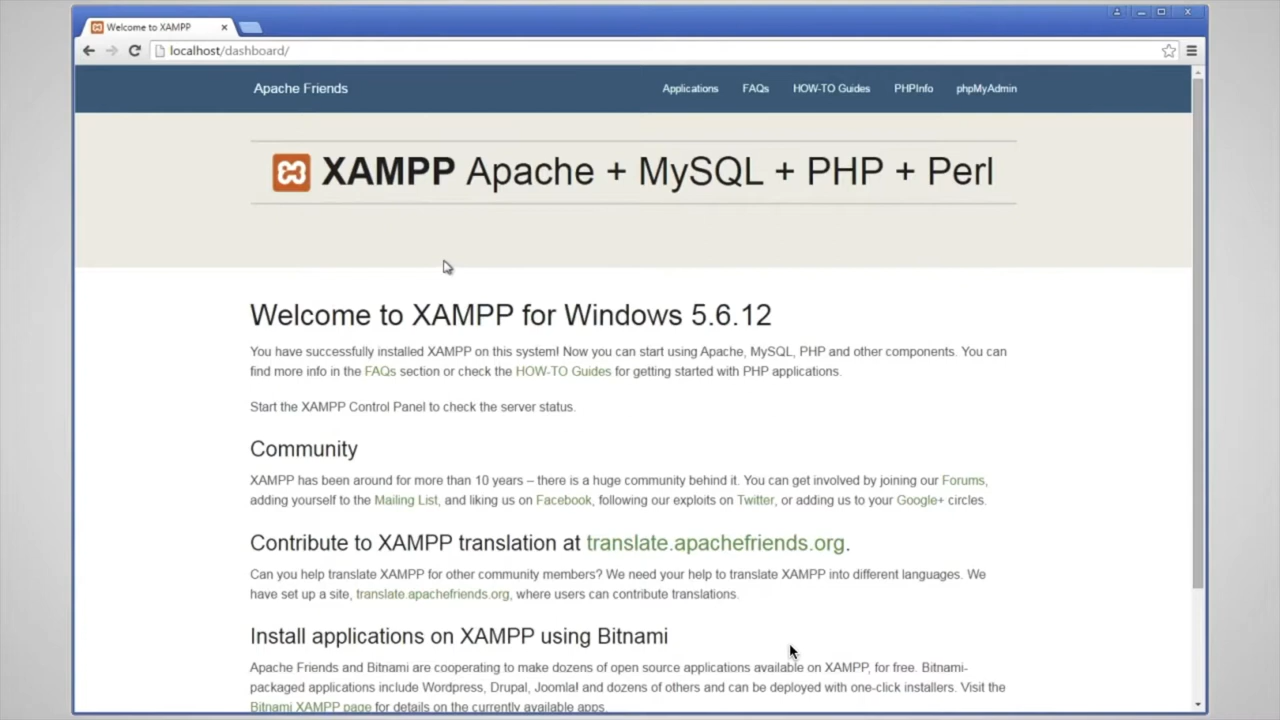 Welcome to XAMPP
localhost/dashboard/
Apache Friends
Applications
FAQs
HOW-TO Guides
PHPInfo
phpMyAdmin
XAMPP Apache + MySQL + PHP + Perl
Welcome to XAMPP for Windows 5.6.12
You have successfully installed XAMPP on this system! Now you can start using Apache, MySQL, PHP and other components. You can
find more info in the FAQs section or check the HOW-TO Guides for getting started with PHP applications.
Start the XAMPP Control Panel to check the server status.
Community
XAMPP has been around for more than 10 years – there is a huge community behind it. You can get involved by joining our Forums,
adding yourself to the Mailing List, and liking us on Facebook, following our exploits on Twitter, or adding us to your Google+ circles.
Contribute to XAMPP translation at translate.apachefriends.org.
Can you help translate XAMPP for other community members? We need your help to translate XAMPP into different languages. We
have set up a site, translate.apachefriends.org, where users can contribute translations.
Install applications on XAMPP using Bitnami
Apache Friends and Bitnami are cooperating to make dozens of open source applications available on XAMPP, for free. Bitnami-
packaged applications include Wordpress, Drupal, Joomla! and dozens of others and can be deployed with one-click installers. Visit the
Bitnami XAMPP page for details on the currently available apps.